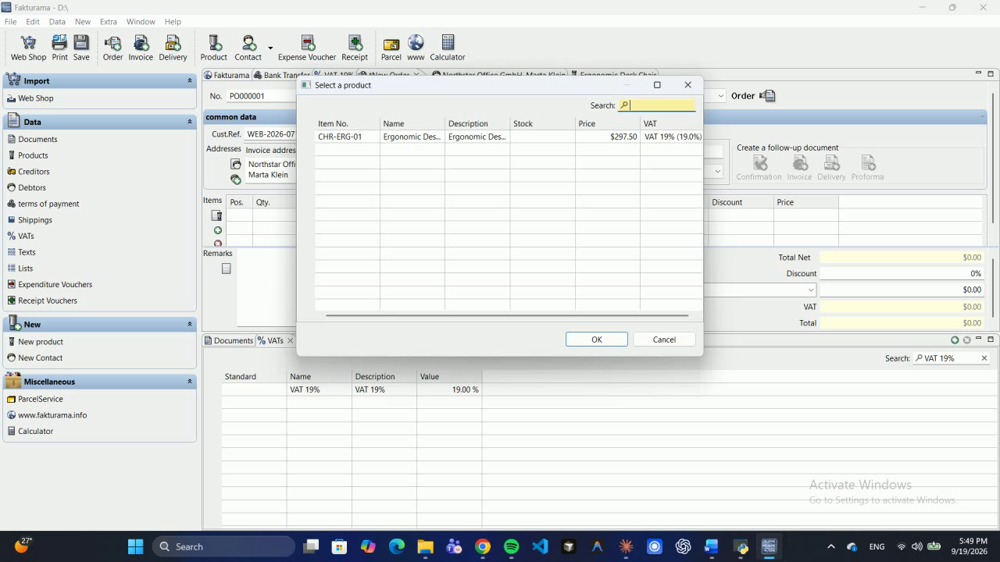 Fakturama - D:\
File Edit Data New Extra Window Help
Web Shop Print Save Order Invoice Delivery Product Contact Expense Voucher Receipt Parcel www Calculator
Import
Web Shop
Data
Documents
Products
Creditors
Debtors
terms of payment
Shippings
VATs
Texts
Lists
Expenditure Vouchers
Receipt Vouchers
New
New product
New Contact
Miscellaneous
ParcelService
www.fakturama.info
Calculator
Fakturama Bank Transfer VAT 19% *New Order Northstar Office GmbH, Marta Klein Ergonomic Desk Chair
No. PO000001 Order
common data
Cust.Ref. WEB-2026-07
Addresses Invoice addres
Northstar Offi
Marta Klein
Create a follow-up document
Confirmation Invoice Delivery Proforma
Items Pos. Qty. Discount Price
Remarks
Total Net $0.00
Discount 0%
$0.00
VAT $0.00
Total $0.00
Select a product
Search:
Item No. Name Description Stock Price VAT
CHR-ERG-01 Ergonomic Des... Ergonomic Des... $297.50 VAT 19% (19.0%)
OK Cancel
Documents VATs
Search: VAT 19%
Standard Name Description Value
VAT 19% VAT 19% 19.00 %
Activate Windows
Go to Settings to activate Windows.
27°
Search
ENG
5:49 PM
9/19/2026